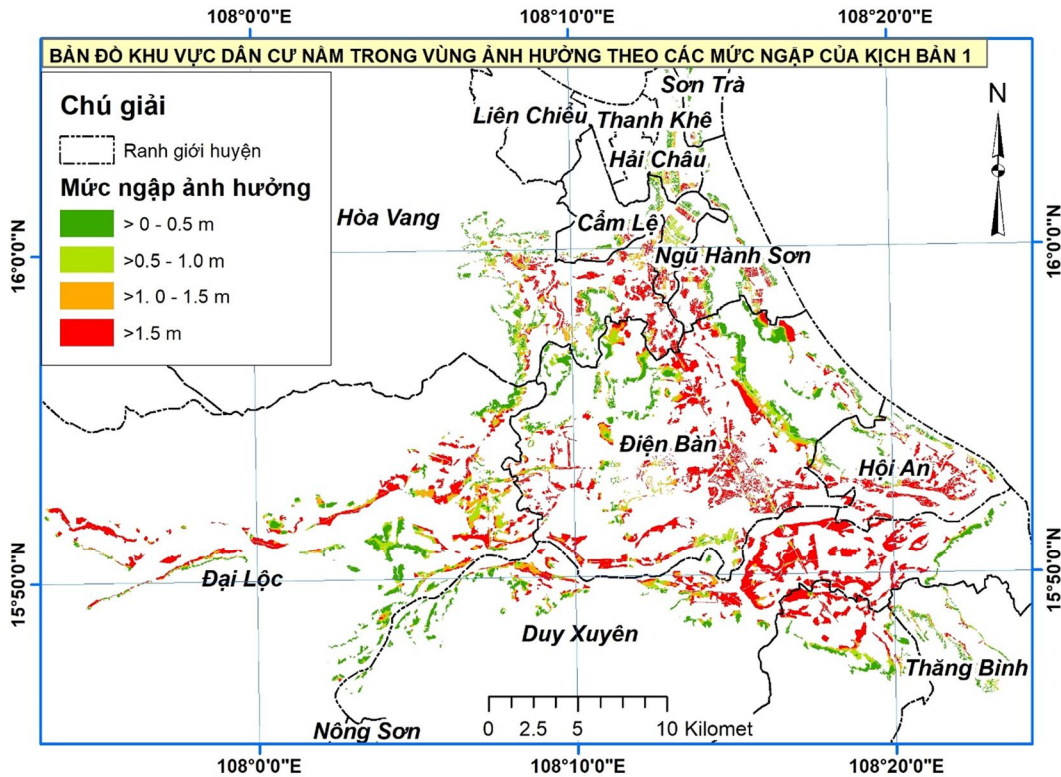 108°0'0"E 108°10'0"E 108°20'0"E
BẢN ĐỒ KHU VỰC DÂN CƯ NẰM TRONG VÙNG ẢNH HƯỞNG THEO CÁC MỨC NGẬP CỦA KỊCH BẢN 1
Chú giải
Ranh giới huyện
Mức ngập ảnh hưởng
> 0 - 0.5 m
>0.5 - 1.0 m
>1. 0 - 1.5 m
>1.5 m
N
Sơn Trà
Liên Chiểu Thanh Khê
Hải Châu
Hòa Vang
Cẩm Lệ
Ngũ Hành Sơn
16°0'0"N 16°0'0"N
Điện Bàn
Hội An
Đại Lộc
15°50'0"N 15°50'0"N
Duy Xuyên
Thăng Bình
Nông Sơn
0 2.5 5 10 Kilomet
108°0'0"E 108°10'0"E 108°20'0"E